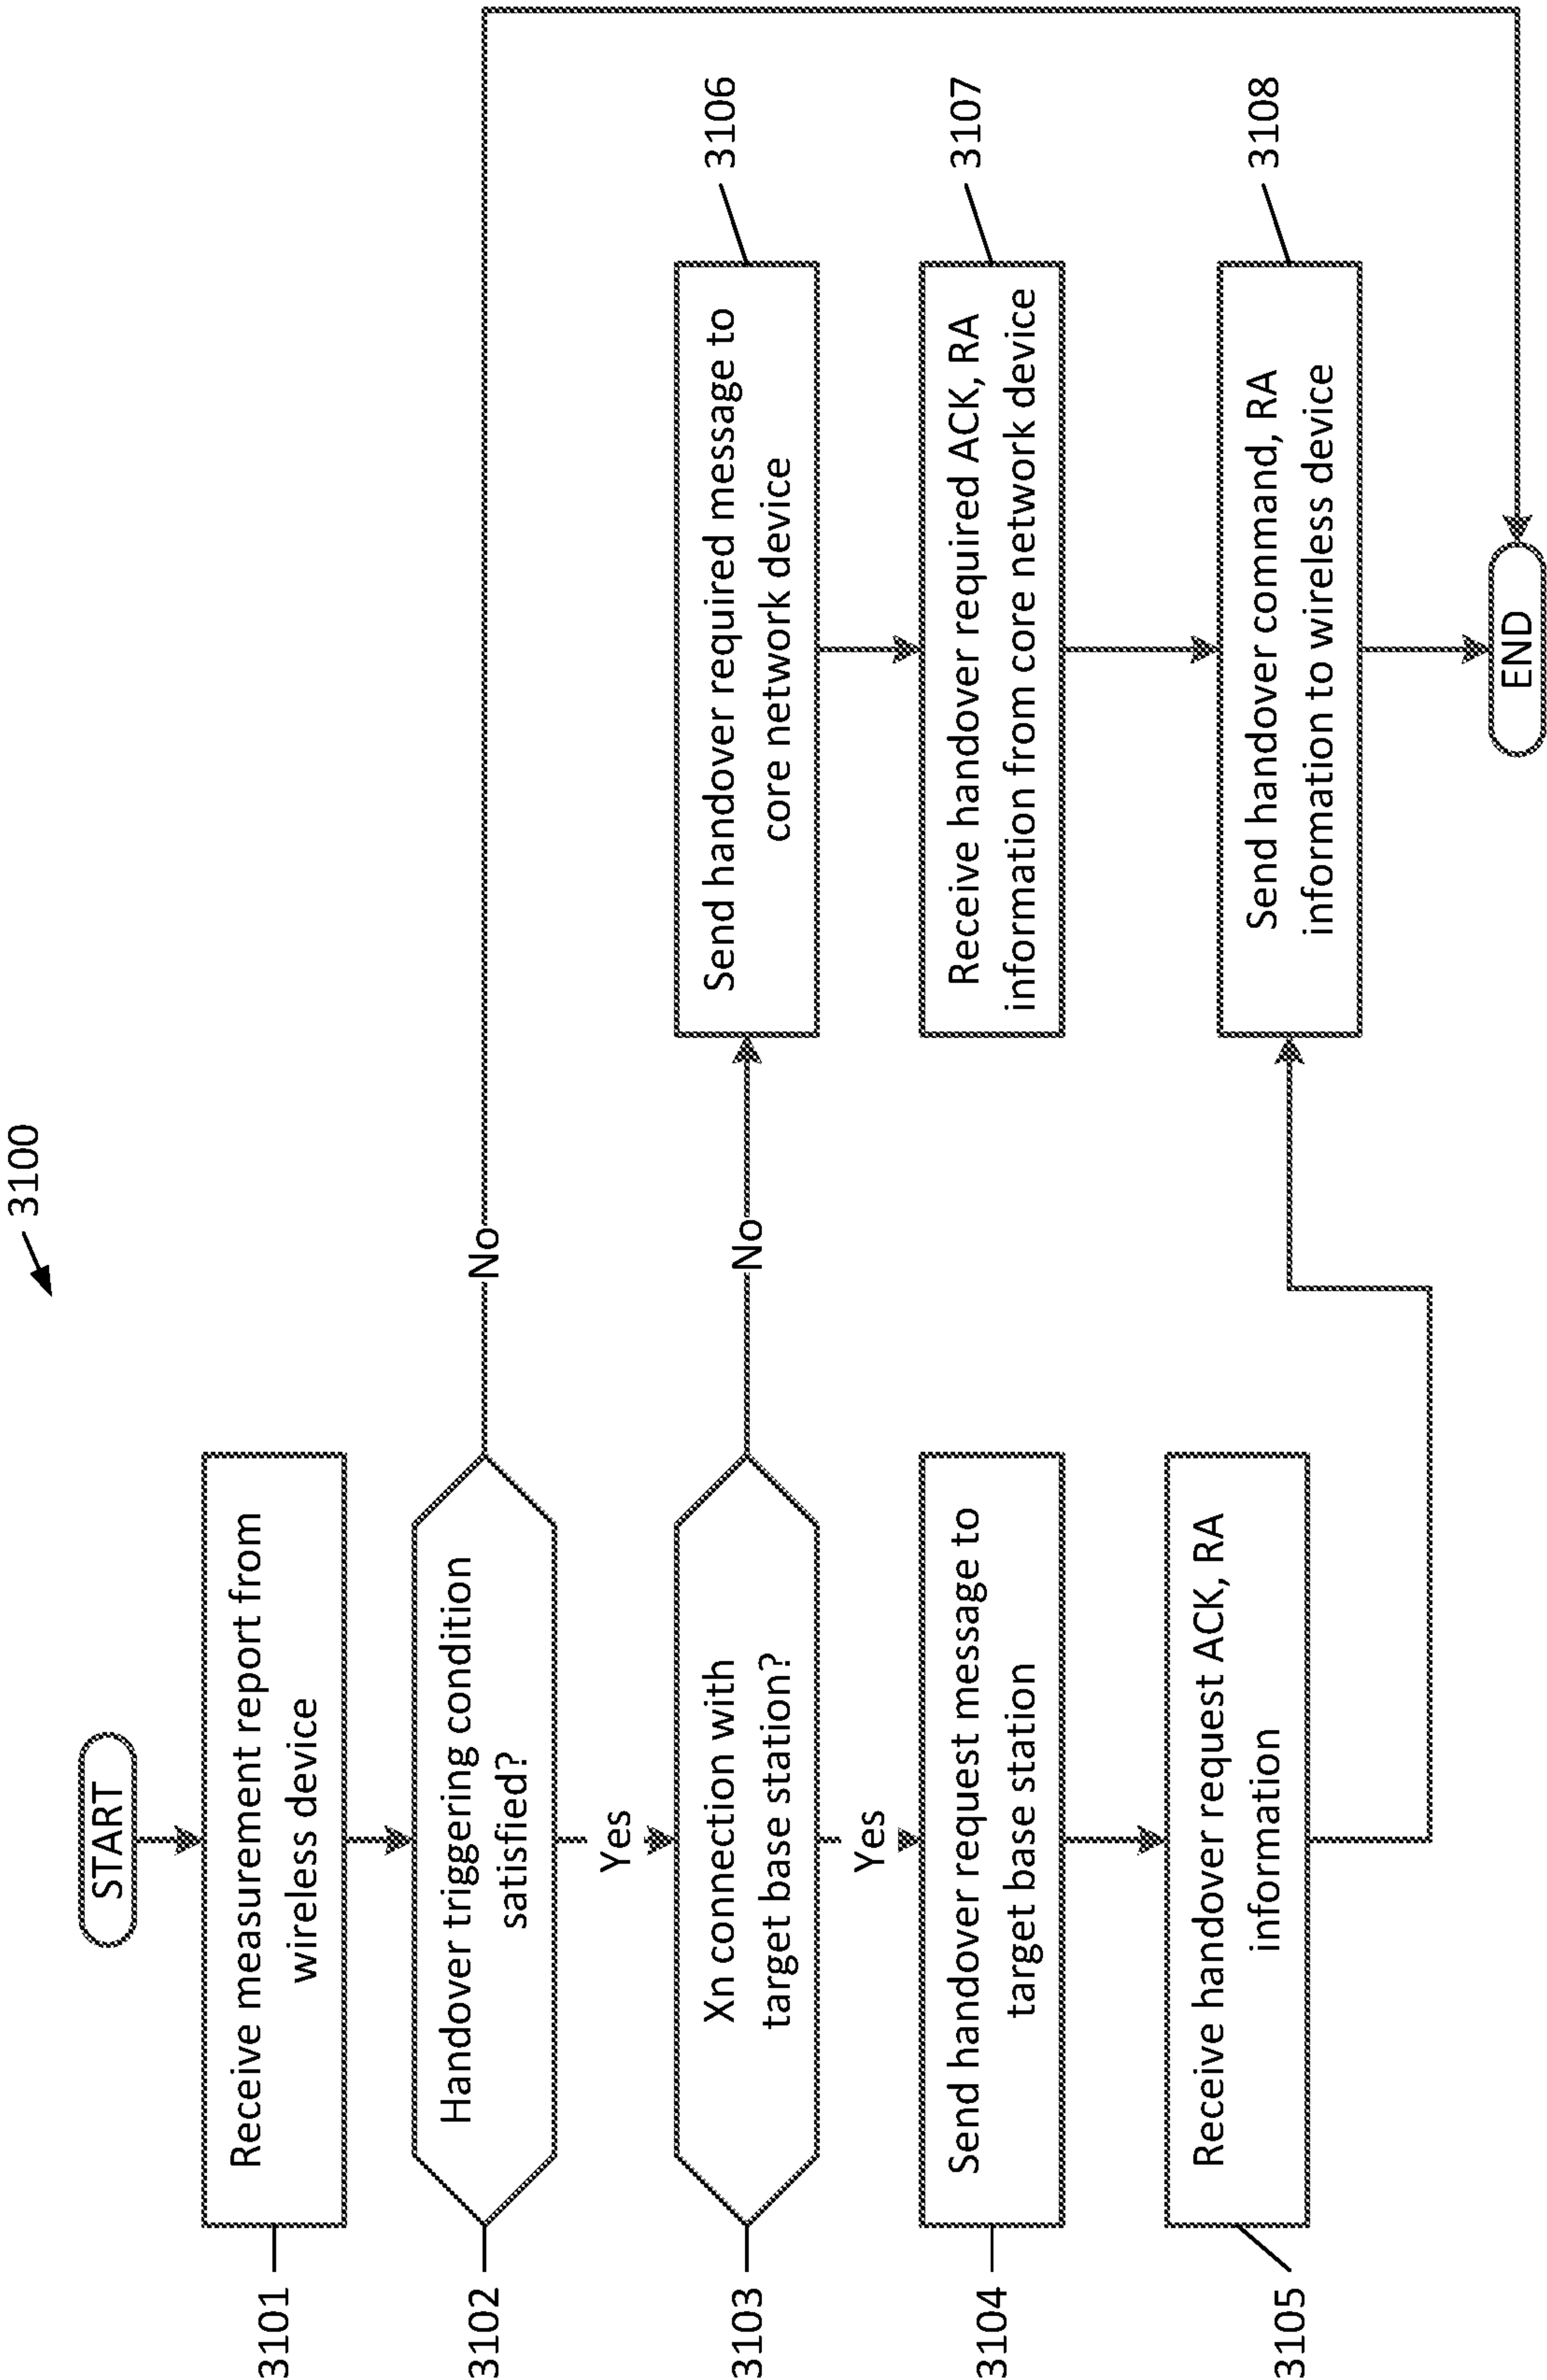 3100
START
3101
Receive measurement report from
wireless device
3102
Handover triggering condition
satisfied?
No
Yes
3103
Xn connection with
target base station?
No
Yes
3104
Send handover request message to
target base station
3105
Receive handover request ACK, RA
information
3106
Send handover required message to
core network device
3107
Receive handover required ACK, RA
information from core network device
3108
Send handover command, RA
information to wireless device
END